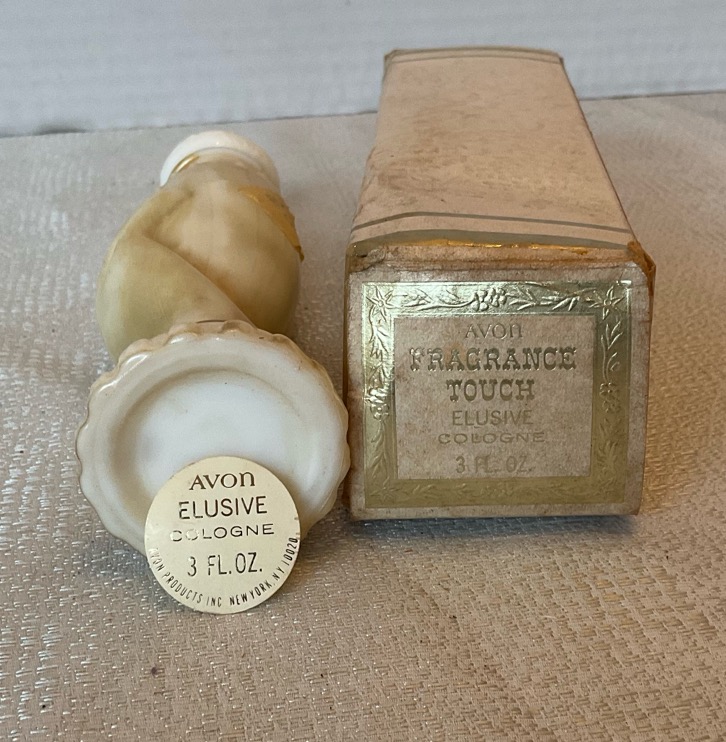 AVON
ELUSIVE
COLOGNE
3 FL.OZ.
AVON PRODUCTS INC NEW YORK, NY 10020
AVON
FRAGRANCE
TOUCH
ELUSIVE
COLOGNE
3 FL. OZ.